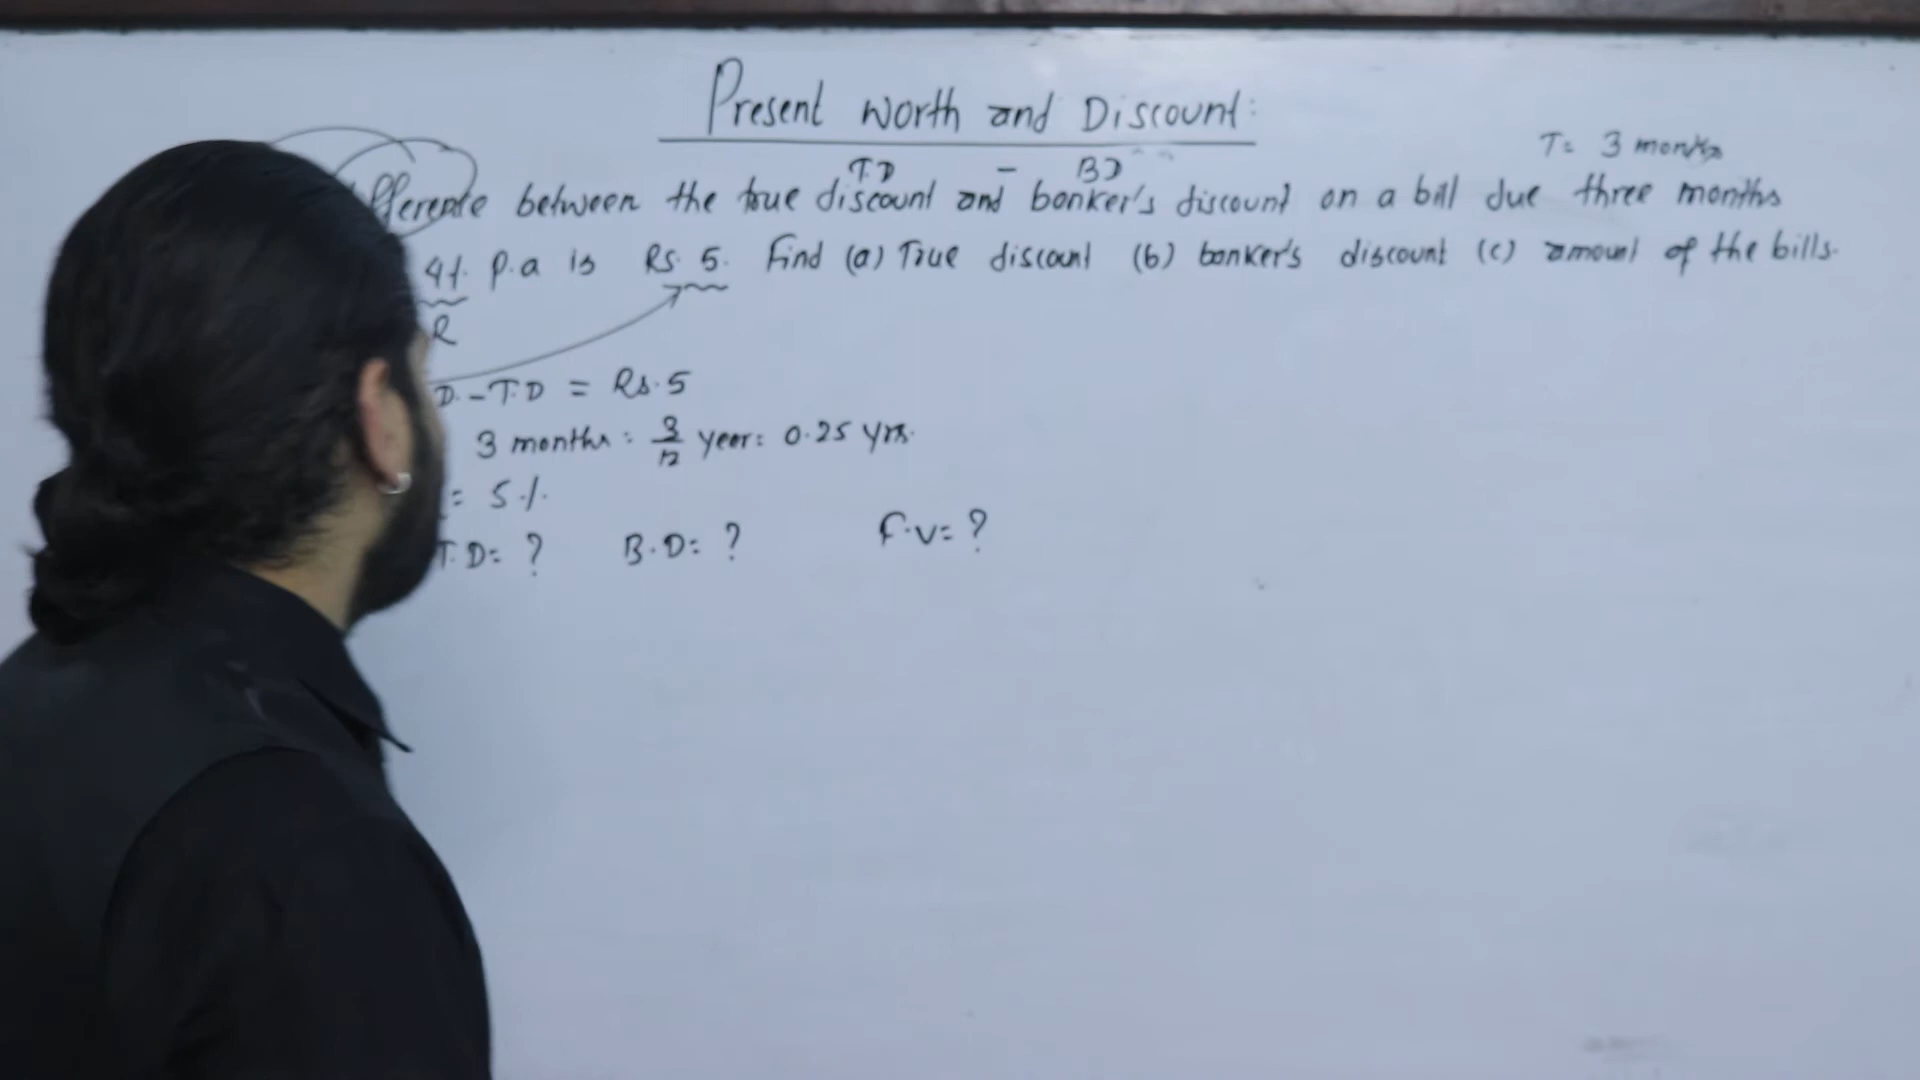 Present worth and Discount:
T= 3 months
T.D - BD
fference between the true discount and banker's discount on a bill due three months
4% p.a is Rs. 5. Find (a) True discount (b) banker's discount (c) amount of the bills.
R
D. - T.D = Rs. 5
3 months = 3/12 year = 0.25 yrs.
= 5%
T.D = ? B.D = ? F.V = ?